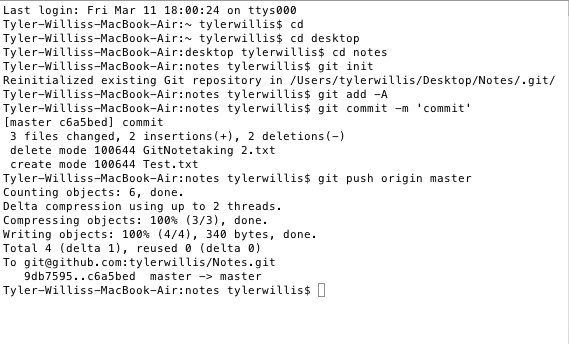 Last login: Fri Mar 11 18:00:24 on ttys000
Tyler-Williss-MacBook-Air:~ tylerwillis$ cd
Tyler-Williss-MacBook-Air:~ tylerwillis$ cd desktop
Tyler-Williss-MacBook-Air:desktop tylerwillis$ cd notes
Tyler-Williss-MacBook-Air:notes tylerwillis$ git init
Reinitialized existing Git repository in /Users/tylerwillis/Desktop/Notes/.git/
Tyler-Williss-MacBook-Air:notes tylerwillis$ git add -A
Tyler-Williss-MacBook-Air:notes tylerwillis$ git commit -m 'commit'
[master c6a5bed] commit
 3 files changed, 2 insertions(+), 2 deletions(-)
 delete mode 100644 GitNotetaking 2.txt
 create mode 100644 Test.txt
Tyler-Williss-MacBook-Air:notes tylerwillis$ git push origin master
Counting objects: 6, done.
Delta compression using up to 2 threads.
Compressing objects: 100% (3/3), done.
Writing objects: 100% (4/4), 340 bytes, done.
Total 4 (delta 1), reused 0 (delta 0)
To git@github.com:tylerwillis/Notes.git
   9db7595..c6a5bed  master -> master
Tyler-Williss-MacBook-Air:notes tylerwillis$